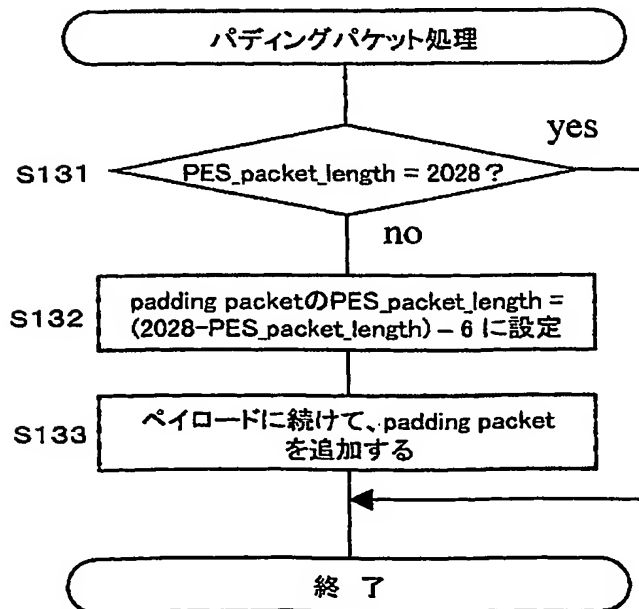 パディングパケット処理
yes
S131
PES_packet_length = 2028？
no
S132
padding packetのPES_packet_length =
(2028-PES_packet_length) – 6 に設定
S133
ペイロードに続けて、padding packet
を追加する
終 了